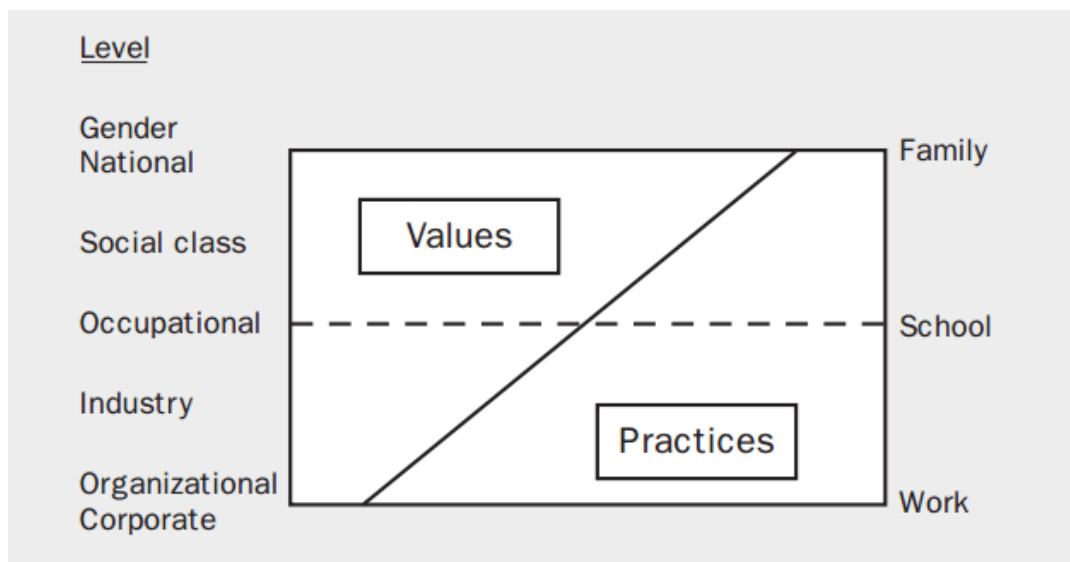 Level
Gender
National
Family
Values
Social class
Occupational
School
Industry
Practices
Organizational
Corporate
Work